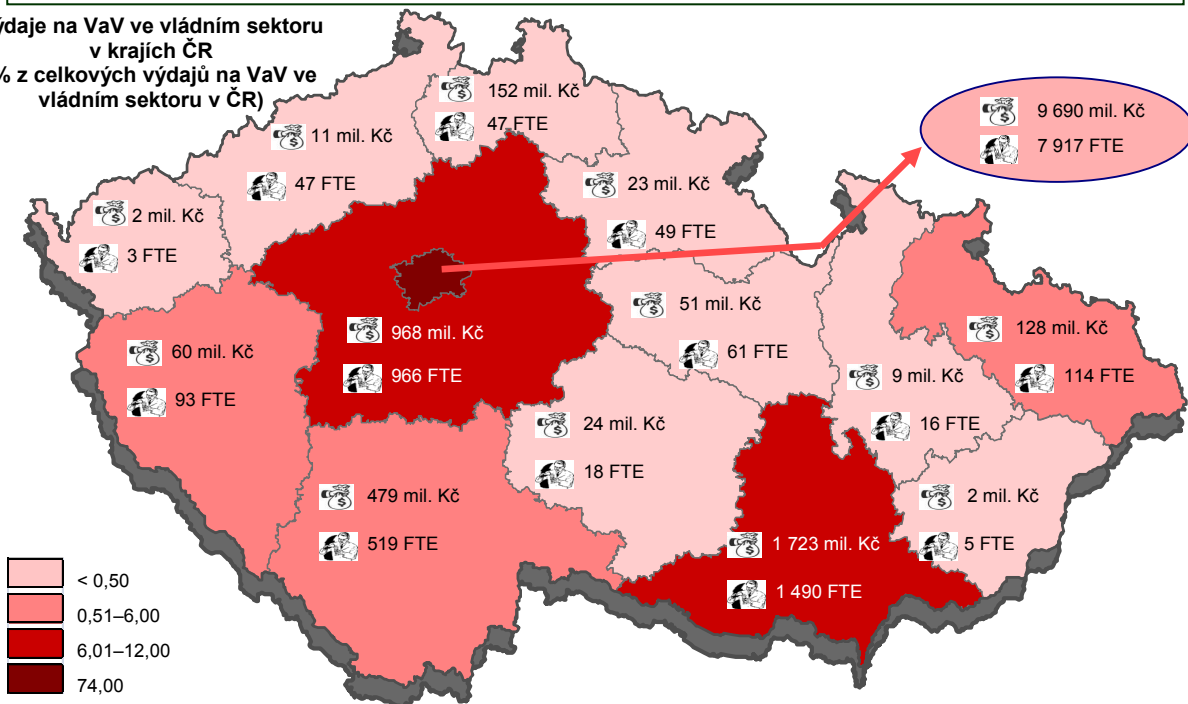 ýdaje na VaV ve vládním sektoru
v krajích ČR
% z celkových výdajů na VaV ve
vládním sektoru v ČR)
152 mil. Kč
47 FTE
9 690 mil. Kč
7 917 FTE
11 mil. Kč
47 FTE
23 mil. Kč
49 FTE
2 mil. Kč
3 FTE
51 mil. Kč
61 FTE
968 mil. Kč
966 FTE
128 mil. Kč
114 FTE
60 mil. Kč
93 FTE
9 mil. Kč
16 FTE
24 mil. Kč
18 FTE
479 mil. Kč
519 FTE
2 mil. Kč
5 FTE
1 723 mil. Kč
1 490 FTE
< 0,50
0,51–6,00
6,01–12,00
74,00